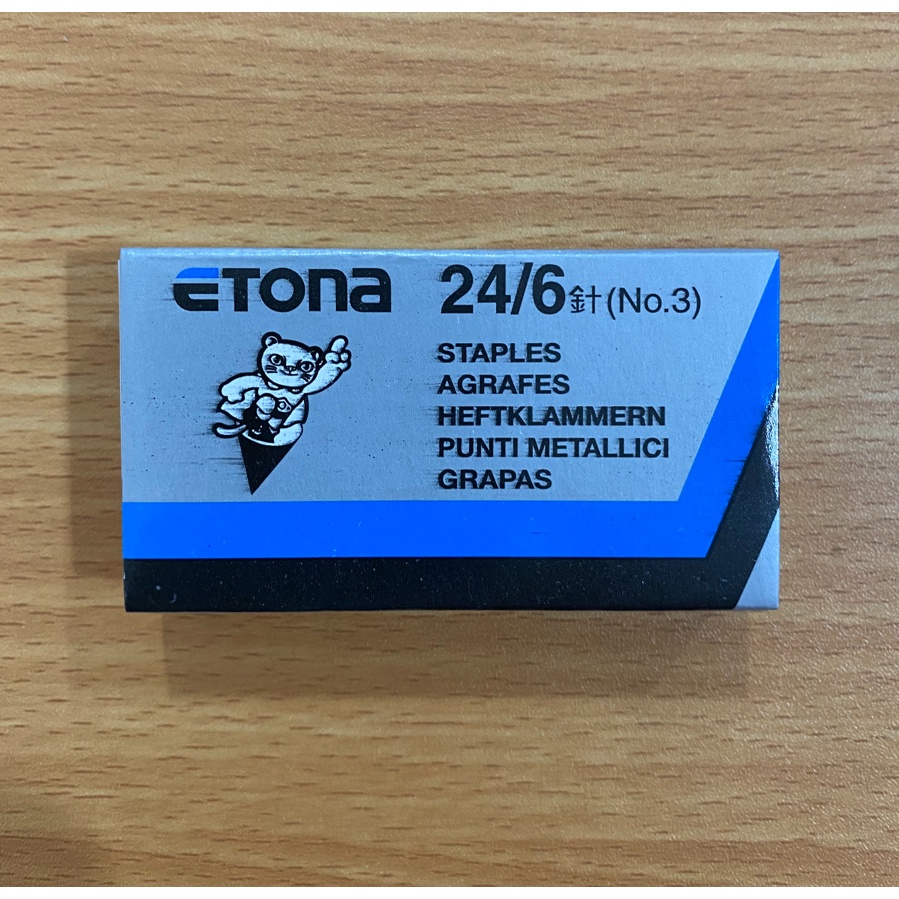 ETONA
24/6針(No.3)
STAPLES
AGRAFES
HEFTKLAMMERN
PUNTI METALLICI
GRAPAS